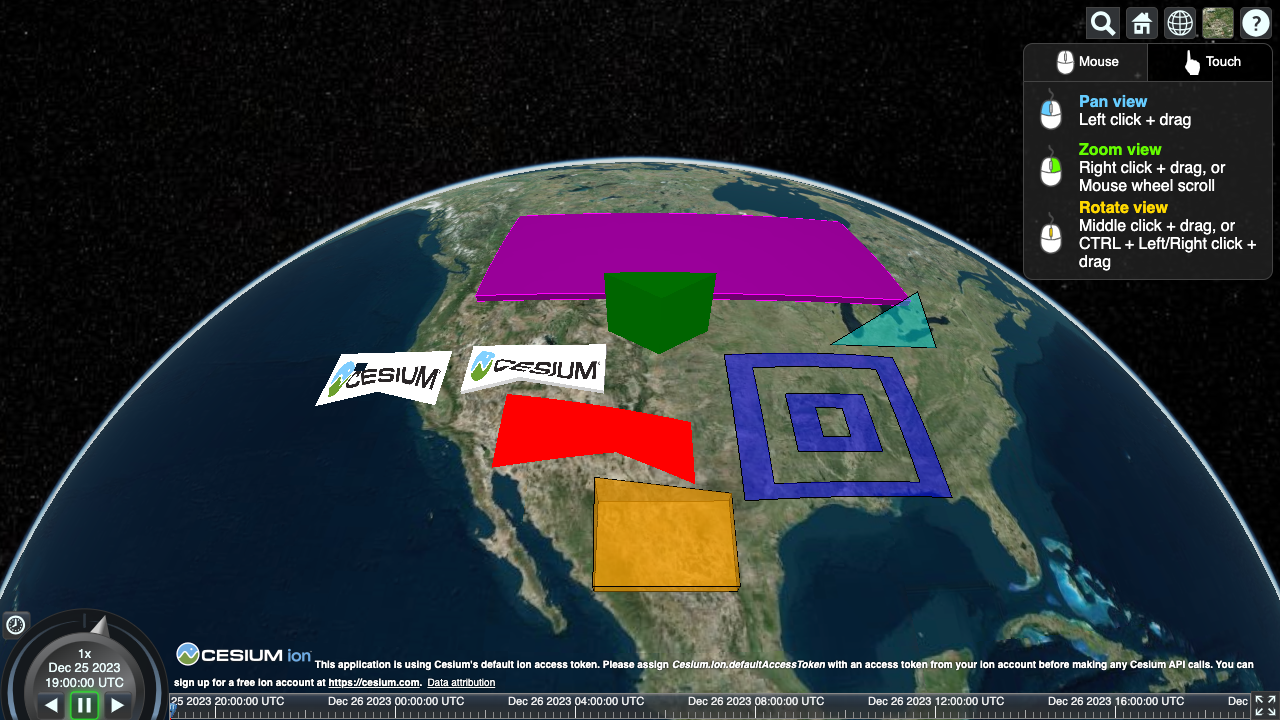 Mouse
Touch
Pan view
Left click + drag
Zoom view
Right click + drag, or
Mouse wheel scroll
Rotate view
Middle click + drag, or
CTRL + Left/Right click +
drag
CESIUM
CESIUM
1x
Dec 25 2023
19:00:00 UTC
CESIUM ion
This application is using Cesium's default ion access token. Please assign Cesium.Ion.defaultAccessToken with an access token from your ion account before making any Cesium API calls. You can
sign up for a free ion account at https://cesium.com. Data attribution
25 2023 20:00:00 UTC
Dec 26 2023 00:00:00 UTC
Dec 26 2023 04:00:00 UTC
Dec 26 2023 08:00:00 UTC
Dec 26 2023 12:00:00 UTC
Dec 26 2023 16:00:00 UTC
Dec